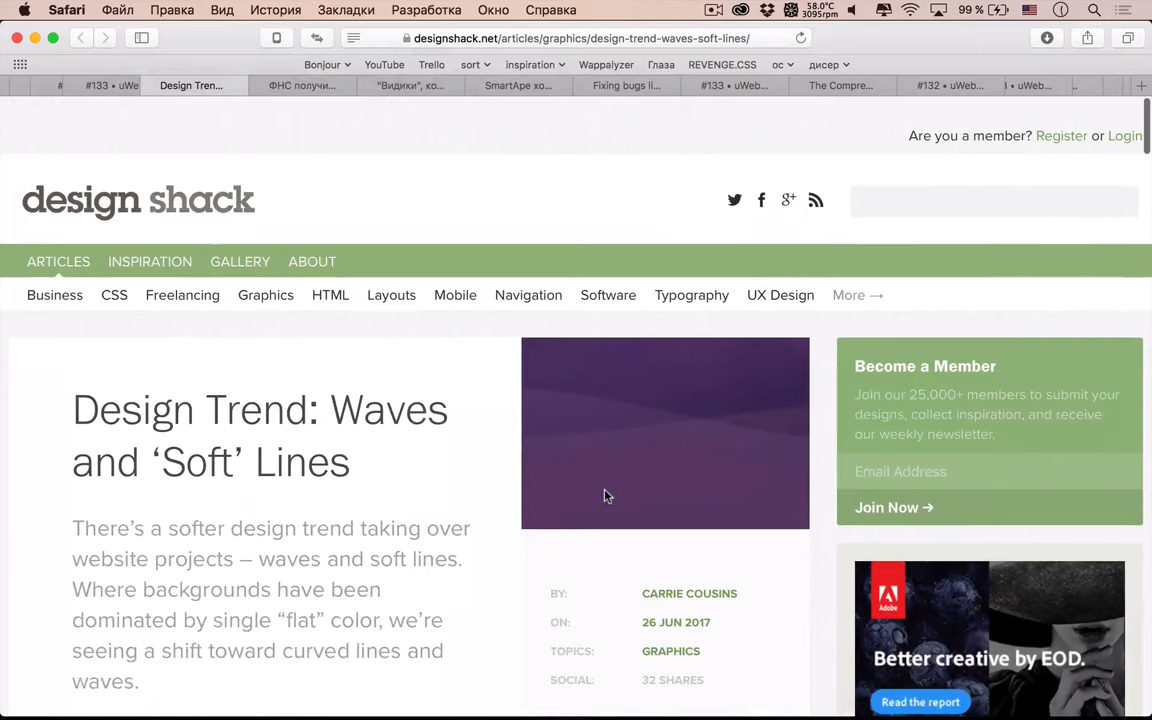 Safari Файл Правка Вид История Закладки Разработка Окно Справка 58.0°C 3095rpm 99 %
designshack.net/articles/graphics/design-trend-waves-soft-lines/
Bonjour YouTube Trello sort inspiration Wappalyzer Глаза REVENGE.CSS ос дисер
#133 • uWe Design Tren... ФНС получи... "Видики", ко... SmartApe хо... Fixing bugs li... #133 • uWeb... The Compre... #132 • uWeb... • uWeb...
Are you a member? Register or Login
design shack
ARTICLES INSPIRATION GALLERY ABOUT
Business CSS Freelancing Graphics HTML Layouts Mobile Navigation Software Typography UX Design More →
Design Trend: Waves
and ‘Soft’ Lines
There’s a softer design trend taking over
website projects – waves and soft lines.
Where backgrounds have been
dominated by single “flat” color, we’re
seeing a shift toward curved lines and
waves.
BY: CARRIE COUSINS
ON: 26 JUN 2017
TOPICS: GRAPHICS
SOCIAL: 32 SHARES
Become a Member
Join our 25,000+ members to submit your
designs, collect inspiration, and receive
our weekly newsletter.
Email Address
Join Now →
Adobe
Better creative by EOD.
Read the report